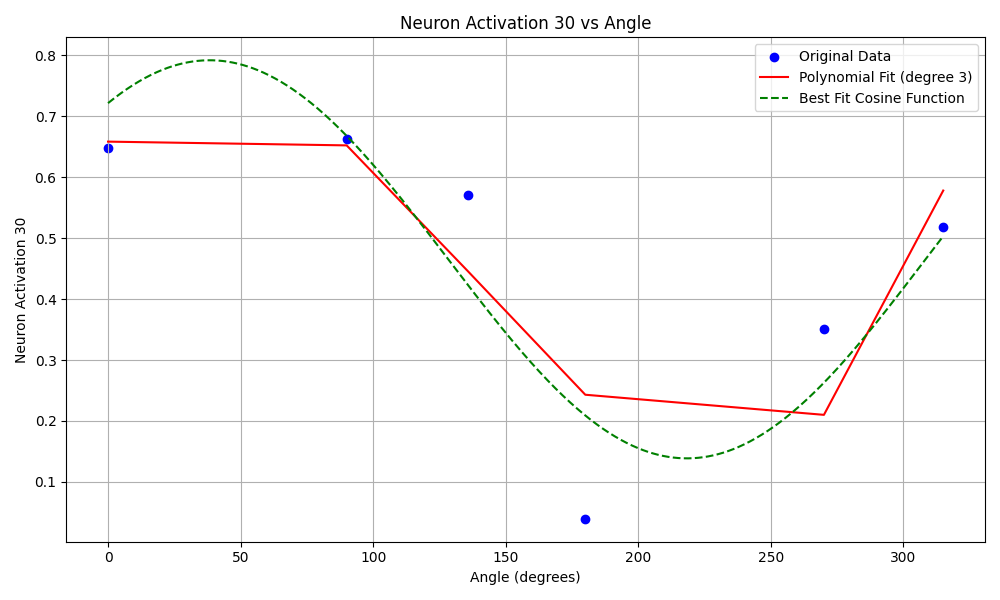 Neuron Activation 30 vs Angle
Original Data
Polynomial Fit (degree 3)
Best Fit Cosine Function
Neuron Activation 30
0.8
0.7
0.6
0.5
0.4
0.3
0.2
0.1
0 50 100 150 200 250 300
Angle (degrees)